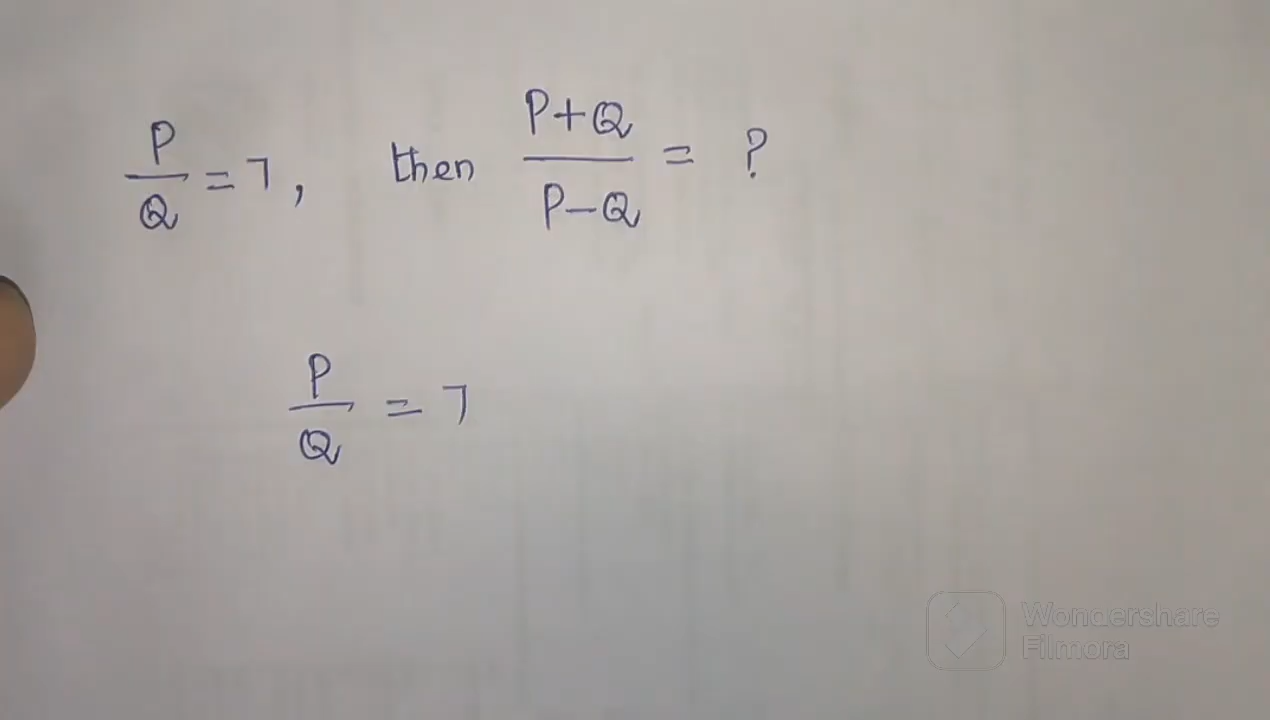 P/Q = 7, then P+Q/P-Q = ?
P/Q = 7
Wondershare
Filmora